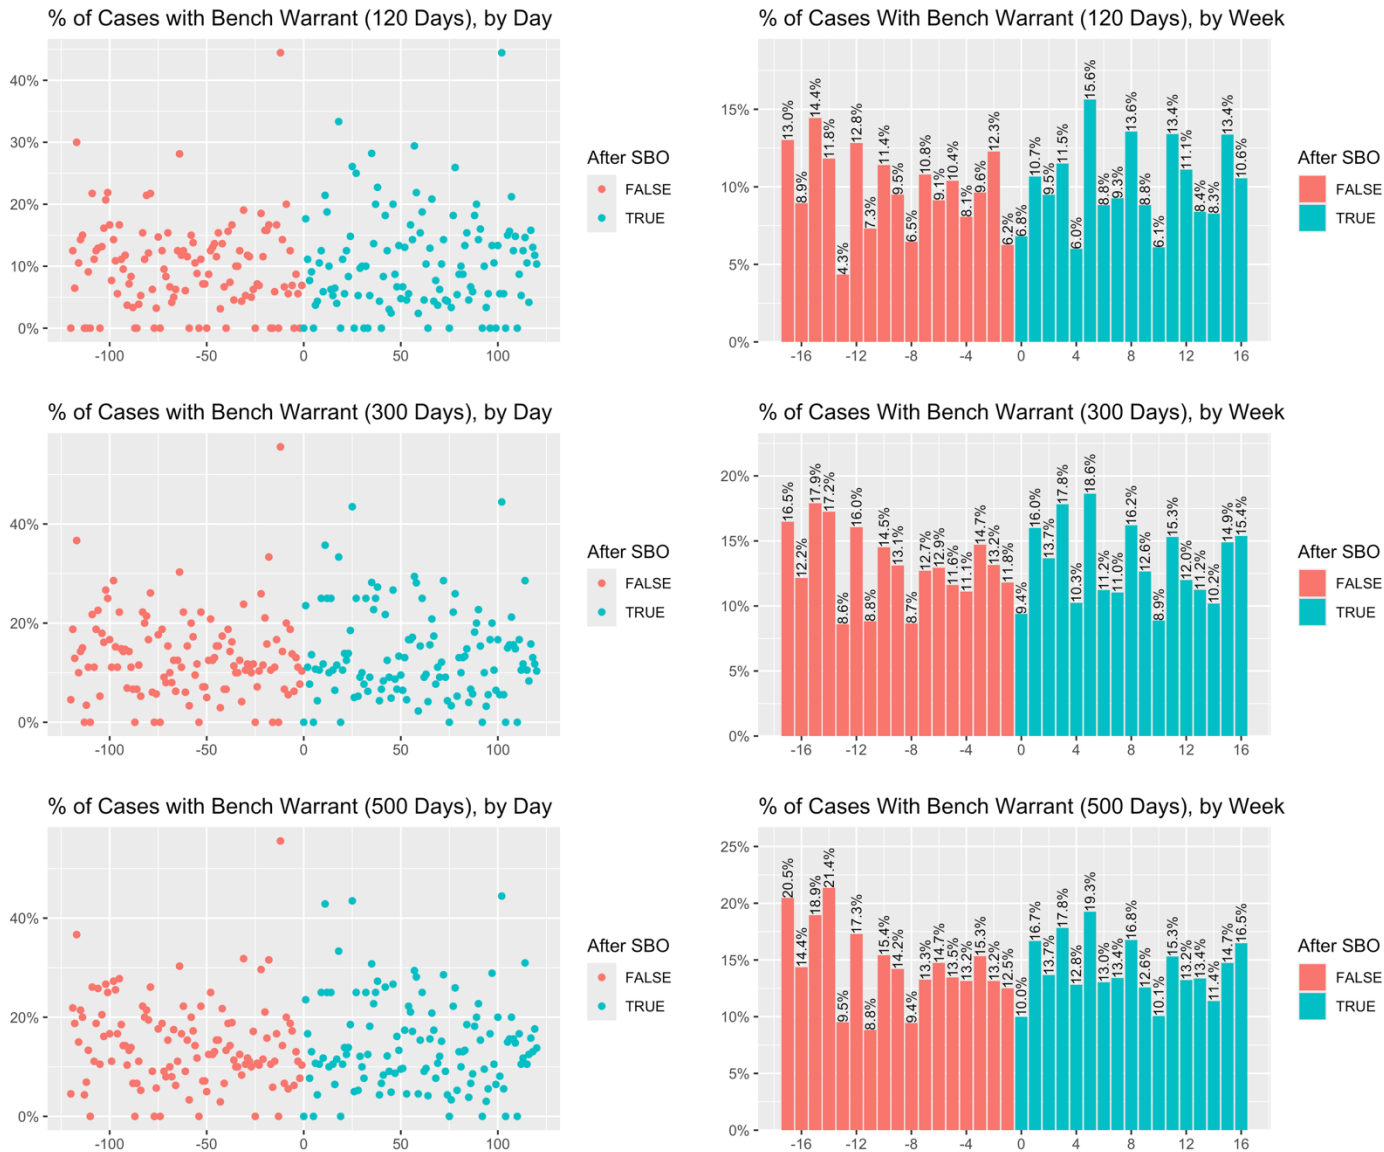 % of Cases with Bench Warrant (120 Days), by Day
40%
30%
20%
10%
0%
-100 -50 0 50 100
After SBO
FALSE
TRUE
% of Cases With Bench Warrant (120 Days), by Week
15%
10%
5%
0%
13.0% 8.9% 14.4% 11.8% 4.3% 12.8% 7.3% 11.4% 9.5% 6.5% 10.8% 9.1% 10.4% 8.1% 9.6% 12.3% 6.2% 6.8% 10.7% 9.5% 11.5% 6.0% 15.6% 8.8% 9.3% 13.6% 8.8% 6.1% 13.4% 11.1% 8.4% 8.3% 13.4% 10.6%
-16 -12 -8 -4 0 4 8 12 16
After SBO
FALSE
TRUE
% of Cases with Bench Warrant (300 Days), by Day
40%
20%
0%
-100 -50 0 50 100
After SBO
FALSE
TRUE
% of Cases With Bench Warrant (300 Days), by Week
20%
15%
10%
5%
0%
16.5% 12.2% 17.9% 17.2% 8.6% 16.0% 8.8% 14.5% 13.1% 8.7% 12.7% 12.9% 11.6% 11.1% 14.7% 13.2% 11.8% 9.4% 16.0% 13.7% 17.8% 10.3% 18.6% 11.2% 11.0% 16.2% 12.6% 8.9% 15.3% 12.0% 11.2% 10.2% 14.9% 15.4%
-16 -12 -8 -4 0 4 8 12 16
After SBO
FALSE
TRUE
% of Cases with Bench Warrant (500 Days), by Day
40%
20%
0%
-100 -50 0 50 100
After SBO
FALSE
TRUE
% of Cases With Bench Warrant (500 Days), by Week
25%
20%
15%
10%
5%
0%
20.5% 14.4% 18.9% 21.4% 9.5% 17.3% 8.8% 15.4% 14.2% 9.4% 13.3% 14.7% 13.5% 13.2% 15.3% 13.2% 12.5% 10.0% 16.7% 13.7% 17.8% 12.8% 19.3% 13.0% 13.4% 16.8% 12.6% 10.1% 15.3% 13.2% 13.4% 11.4% 14.7% 16.5%
-16 -12 -8 -4 0 4 8 12 16
After SBO
FALSE
TRUE